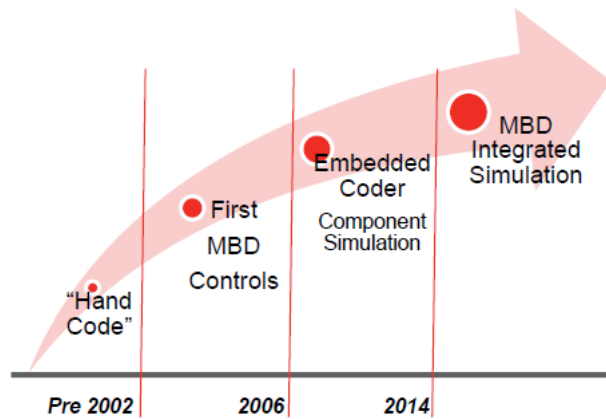 “Hand
Code”
First
MBD
Controls
Embedded
Coder
Component
Simulation
MBD
Integrated
Simulation
Pre 2002
2006
2014